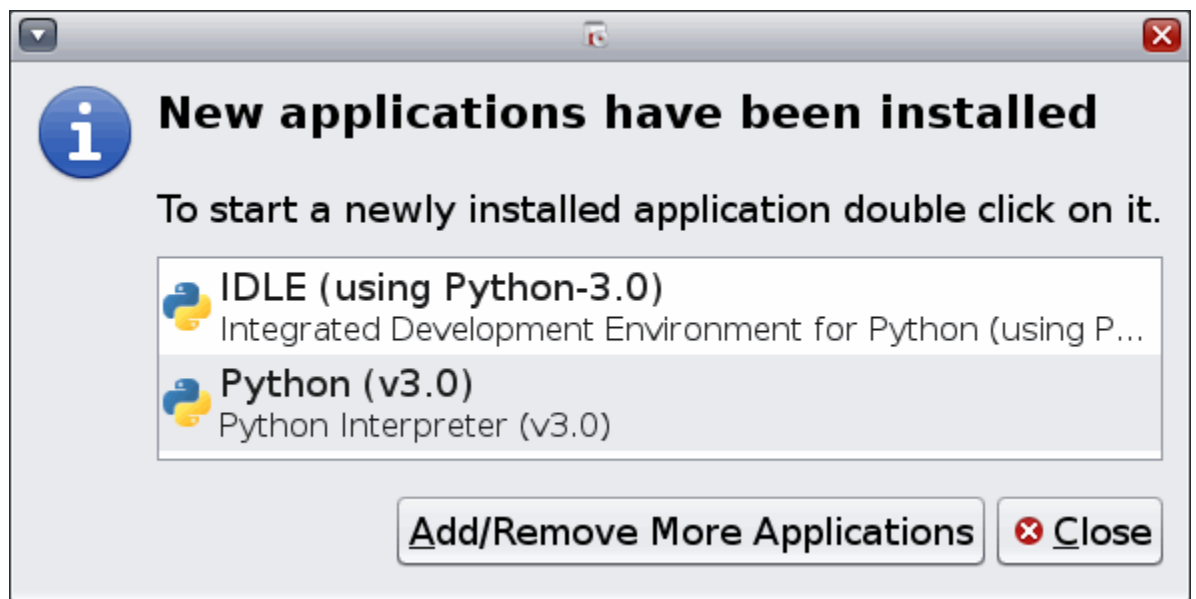 New applications have been installed
To start a newly installed application double click on it.
IDLE (using Python-3.0)
Integrated Development Environment for Python (using P...
Python (v3.0)
Python Interpreter (v3.0)
Add/Remove More Applications
Close